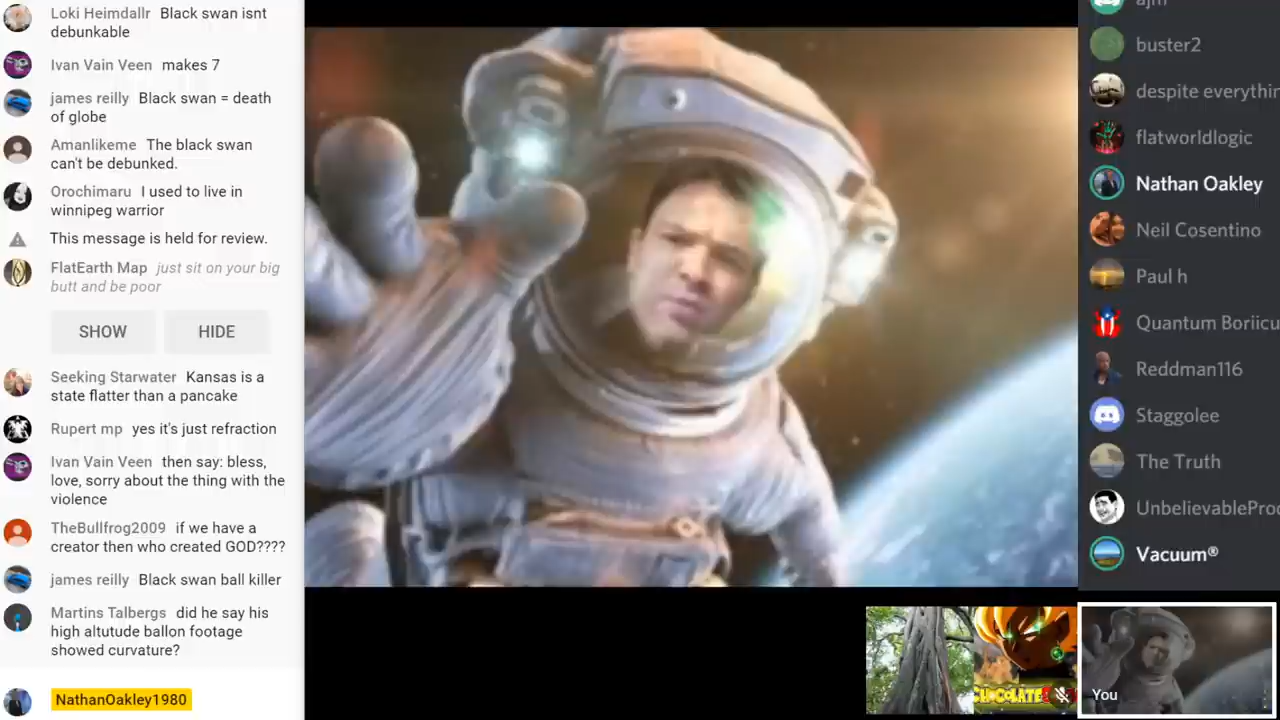 Loki Heimdallr Black swan isnt
debunkable
Ivan Vain Veen makes 7
james reilly Black swan = death
of globe
Amanlikeme The black swan
can't be debunked.
Orochimaru I used to live in
winnipeg warrior
This message is held for review.
FlatEarth Map just sit on your big
butt and be poor
SHOW HIDE
Seeking Starwater Kansas is a
state flatter than a pancake
Rupert mp yes it's just refraction
Ivan Vain Veen then say: bless,
love, sorry about the thing with the
violence
TheBullfrog2009 if we have a
creator then who created GOD????
james reilly Black swan ball killer
Martins Talbergs did he say his
high altutude ballon footage
showed curvature?
NathanOakley1980
ajm
buster2
despite everythin
flatworldlogic
Nathan Oakley
Neil Cosentino
Paul h
Quantum Boriicu
Reddman116
Staggolee
The Truth
UnbelievablePro
Vacuum®
You